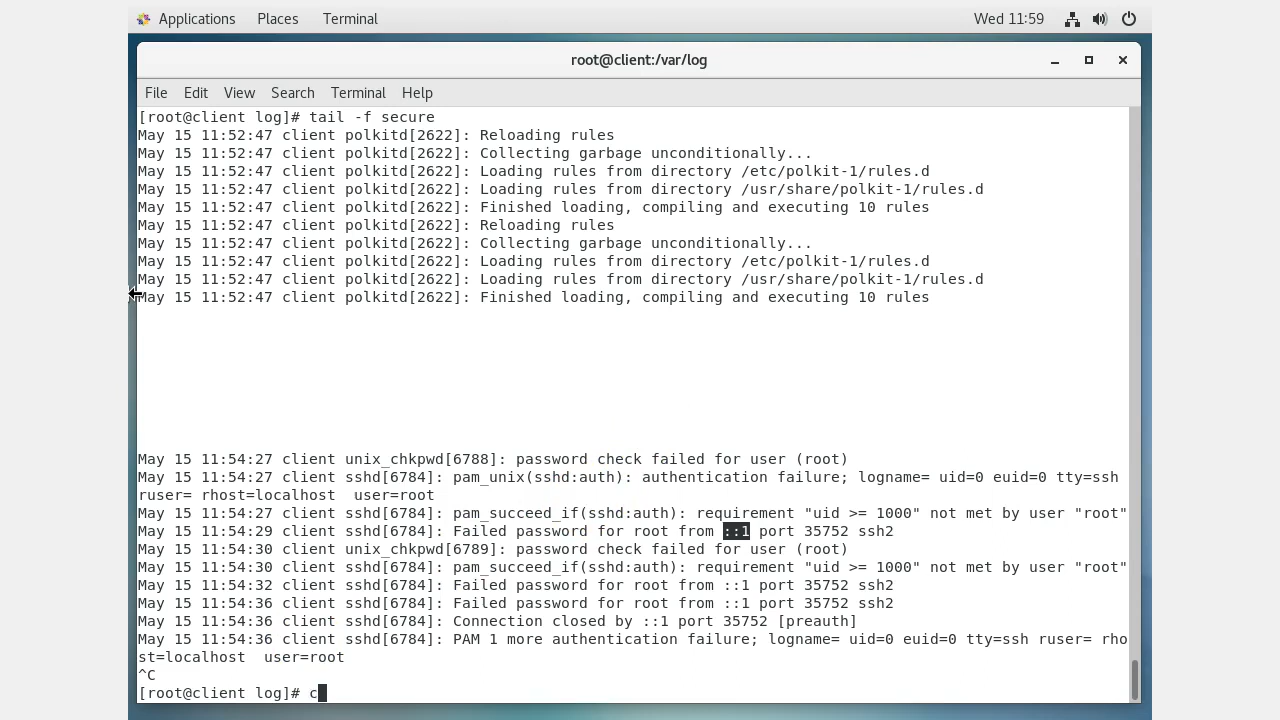 Applications Places Terminal Wed 11:59
root@client:/var/log
File Edit View Search Terminal Help
[root@client log]# tail -f secure
May 15 11:52:47 client polkitd[2622]: Reloading rules
May 15 11:52:47 client polkitd[2622]: Collecting garbage unconditionally...
May 15 11:52:47 client polkitd[2622]: Loading rules from directory /etc/polkit-1/rules.d
May 15 11:52:47 client polkitd[2622]: Loading rules from directory /usr/share/polkit-1/rules.d
May 15 11:52:47 client polkitd[2622]: Finished loading, compiling and executing 10 rules
May 15 11:52:47 client polkitd[2622]: Reloading rules
May 15 11:52:47 client polkitd[2622]: Collecting garbage unconditionally...
May 15 11:52:47 client polkitd[2622]: Loading rules from directory /etc/polkit-1/rules.d
May 15 11:52:47 client polkitd[2622]: Loading rules from directory /usr/share/polkit-1/rules.d
May 15 11:52:47 client polkitd[2622]: Finished loading, compiling and executing 10 rules
May 15 11:54:27 client unix_chkpwd[6788]: password check failed for user (root)
May 15 11:54:27 client sshd[6784]: pam_unix(sshd:auth): authentication failure; logname= uid=0 euid=0 tty=ssh
ruser= rhost=localhost  user=root
May 15 11:54:27 client sshd[6784]: pam_succeed_if(sshd:auth): requirement "uid >= 1000" not met by user "root"
May 15 11:54:29 client sshd[6784]: Failed password for root from ::1 port 35752 ssh2
May 15 11:54:30 client unix_chkpwd[6789]: password check failed for user (root)
May 15 11:54:30 client sshd[6784]: pam_succeed_if(sshd:auth): requirement "uid >= 1000" not met by user "root"
May 15 11:54:32 client sshd[6784]: Failed password for root from ::1 port 35752 ssh2
May 15 11:54:36 client sshd[6784]: Failed password for root from ::1 port 35752 ssh2
May 15 11:54:36 client sshd[6784]: Connection closed by ::1 port 35752 [preauth]
May 15 11:54:36 client sshd[6784]: PAM 1 more authentication failure; logname= uid=0 euid=0 tty=ssh ruser= rho
st=localhost  user=root
^C
[root@client log]# c